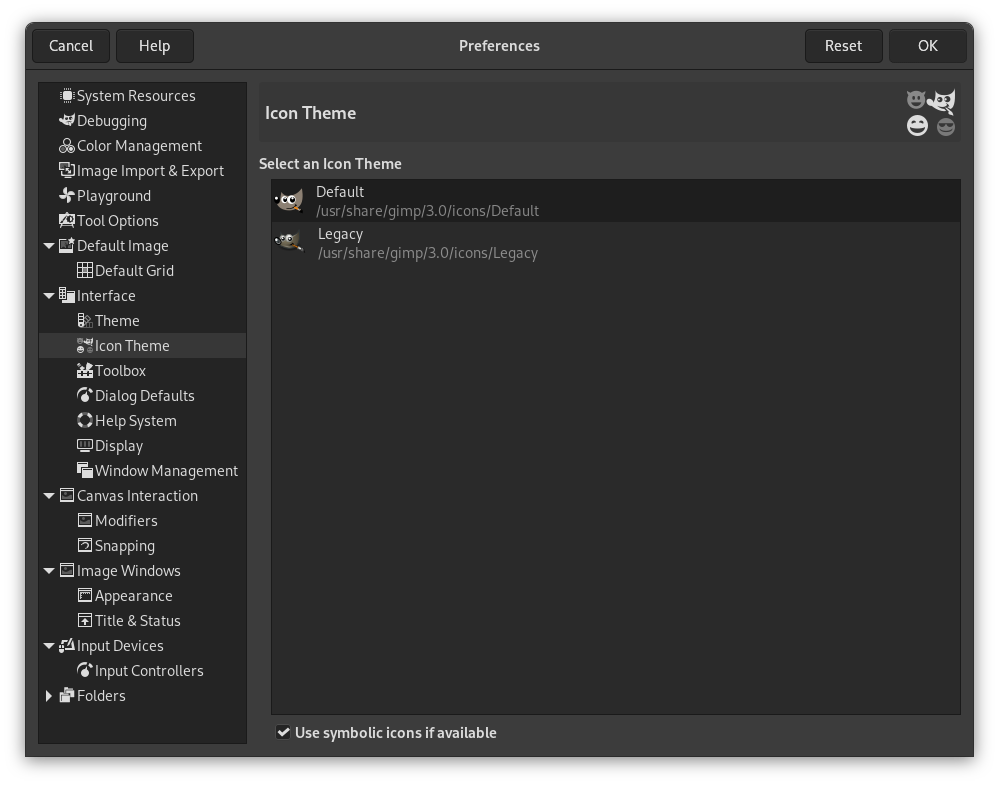 Cancel
Help
Preferences
Reset
OK
System Resources
Debugging
Color Management
Image Import & Export
Playground
Tool Options
Default Image
Default Grid
Interface
Theme
Icon Theme
Toolbox
Dialog Defaults
Help System
Display
Window Management
Canvas Interaction
Modifiers
Snapping
Image Windows
Appearance
Title & Status
Input Devices
Input Controllers
Folders
Icon Theme
Select an Icon Theme
Default
/usr/share/gimp/3.0/icons/Default
Legacy
/usr/share/gimp/3.0/icons/Legacy
Use symbolic icons if available